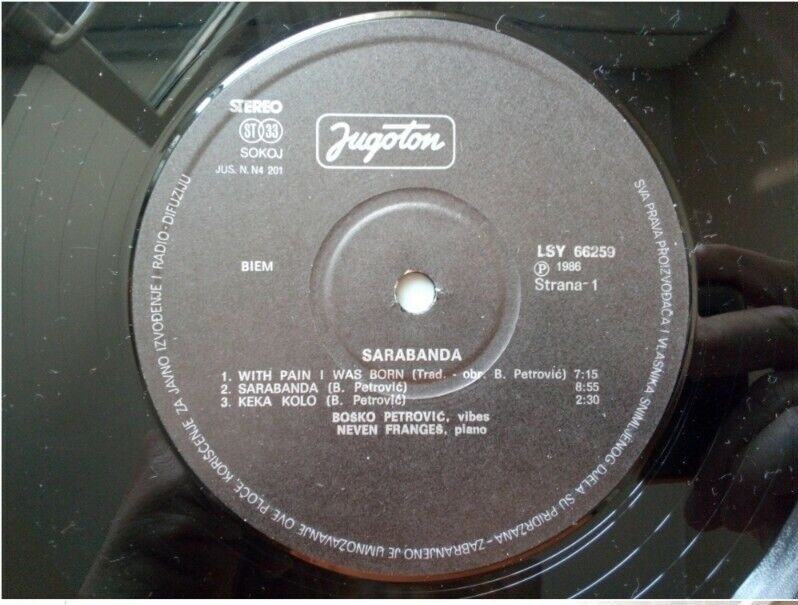 STEREO
ST 33
SOKOJ
JUS. N. N4 201
Jugoton
BIEM
LSY 66259
Ⓟ 1986
Strana-1
SARABANDA
1. WITH PAIN I WAS BORN (Trad. - obr. B. Petrović) 7:15
2. SARABANDA (B. Petrović) 8:55
3. KEKA KOLO (B. Petrović) 2:30
BOŠKO PETROVIĆ, vibes
NEVEN FRANGEŠ, piano
SVA PRAVA PROIZVOĐAČA I VLASNIKA SNIMLJENOG DJELA SU PRIDRŽANA - ZABRANJENO JE UMNOŽAVANJE OVE PLOČE, KORIŠĆENJE ZA JAVNO IZVOĐENJE I RADIO-DIFUZIJU